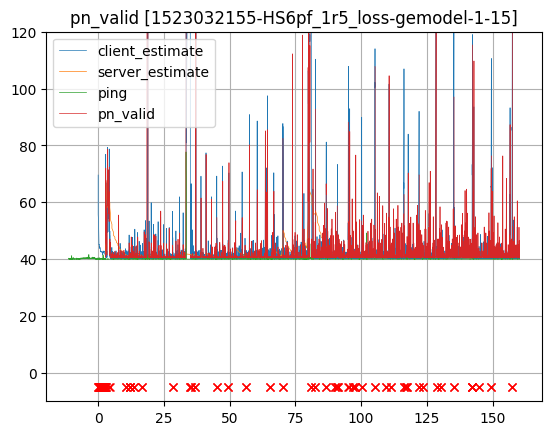 pn_valid [1523032155-HS6pf_1r5_loss-gemodel-1-15]
120
100
80
60
40
20
0
client_estimate
server_estimate
ping
pn_valid
0 25 50 75 100 125 150